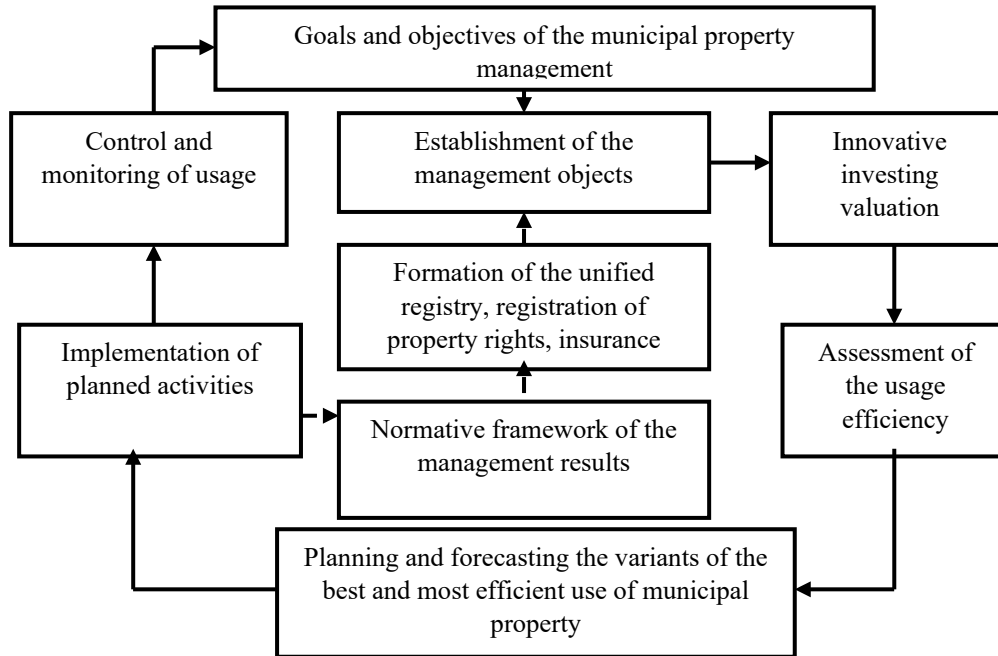 Goals and objectives of the municipal property
management
Control and
monitoring of usage
Establishment of the
management objects
Innovative
investing
valuation
Formation of the unified
registry, registration of
property rights, insurance
Implementation of
planned activities
Assessment of
the usage
efficiency
Normative framework of the
management results
Planning and forecasting the variants of the
best and most efficient use of municipal
property